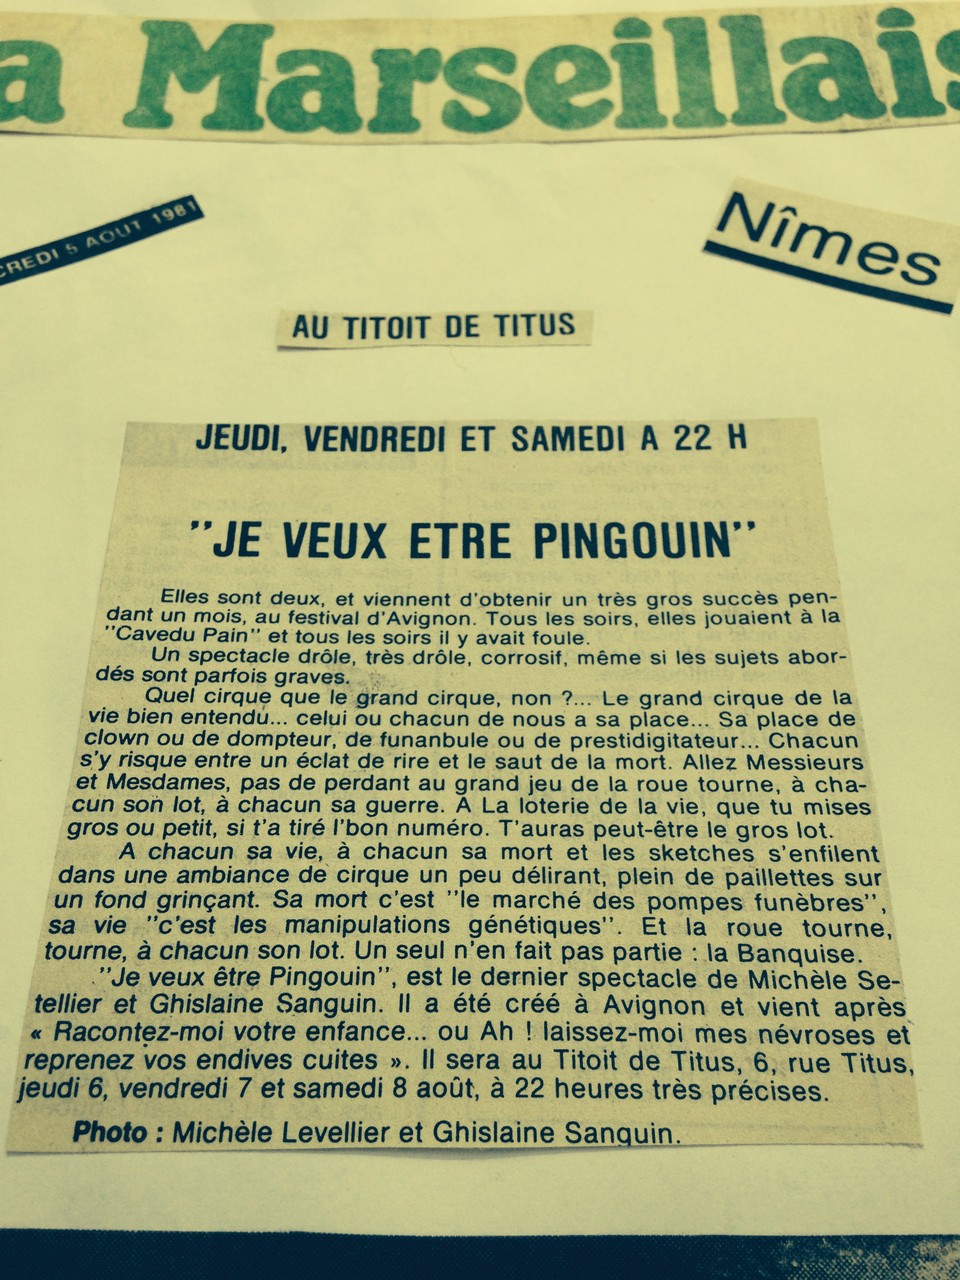 a Marseillais
CREDI 5 AOUT 1981
Nîmes
AU TITOIT DE TITUS
JEUDI, VENDREDI ET SAMEDI A 22 H
"JE VEUX ETRE PINGOUIN"
Elles sont deux, et viennent d'obtenir un très gros succès pen-
dant un mois, au festival d'Avignon. Tous les soirs, elles jouaient à la
"Cavedu Pain" et tous les soirs il y avait foule.
Un spectacle drôle, très drôle, corrosif, même si les sujets abor-
dés sont parfois graves.
Quel cirque que le grand cirque, non ?... Le grand cirque de la
vie bien entendu... celui ou chacun de nous a sa place... Sa place de
clown ou de dompteur, de funanbule ou de prestidigitateur... Chacun
s'y risque entre un éclat de rire et le saut de la mort. Allez Messieurs
et Mesdames, pas de perdant au grand jeu de la roue tourne, à cha-
cun son lot, à chacun sa guerre. A La loterie de la vie, que tu mises
gros ou petit, si t'a tiré l'bon numéro. T'auras peut-être le gros lot.
A chacun sa vie, à chacun sa mort et les sketches s'enfilent
dans une ambiance de cirque un peu délirant, plein de paillettes sur
un fond grinçant. Sa mort c'est "le marché des pompes funèbres",
sa vie "c'est les manipulations génétiques". Et la roue tourne,
tourne, à chacun son lot. Un seul n'en fait pas partie : la Banquise.
"Je veux être Pingouin", est le dernier spectacle de Michèle Se-
tellier et Ghislaine Sanguin. Il a été créé à Avignon et vient après
« Racontez-moi votre enfance... ou Ah ! laissez-moi mes névroses et
reprenez vos endives cuites ». Il sera au Titoit de Titus, 6, rue Titus,
jeudi 6, vendredi 7 et samedi 8 août, à 22 heures très précises.
Photo : Michèle Levellier et Ghislaine Sanguin.